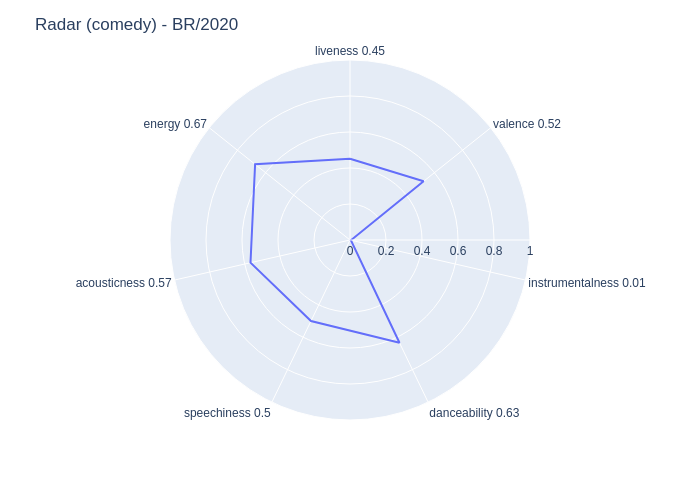 Radar (comedy) - BR/2020
liveness 0.45
energy 0.67
valence 0.52
0 0.2 0.4 0.6 0.8 1
acousticness 0.57
instrumentalness 0.01
speechiness 0.5
danceability 0.63